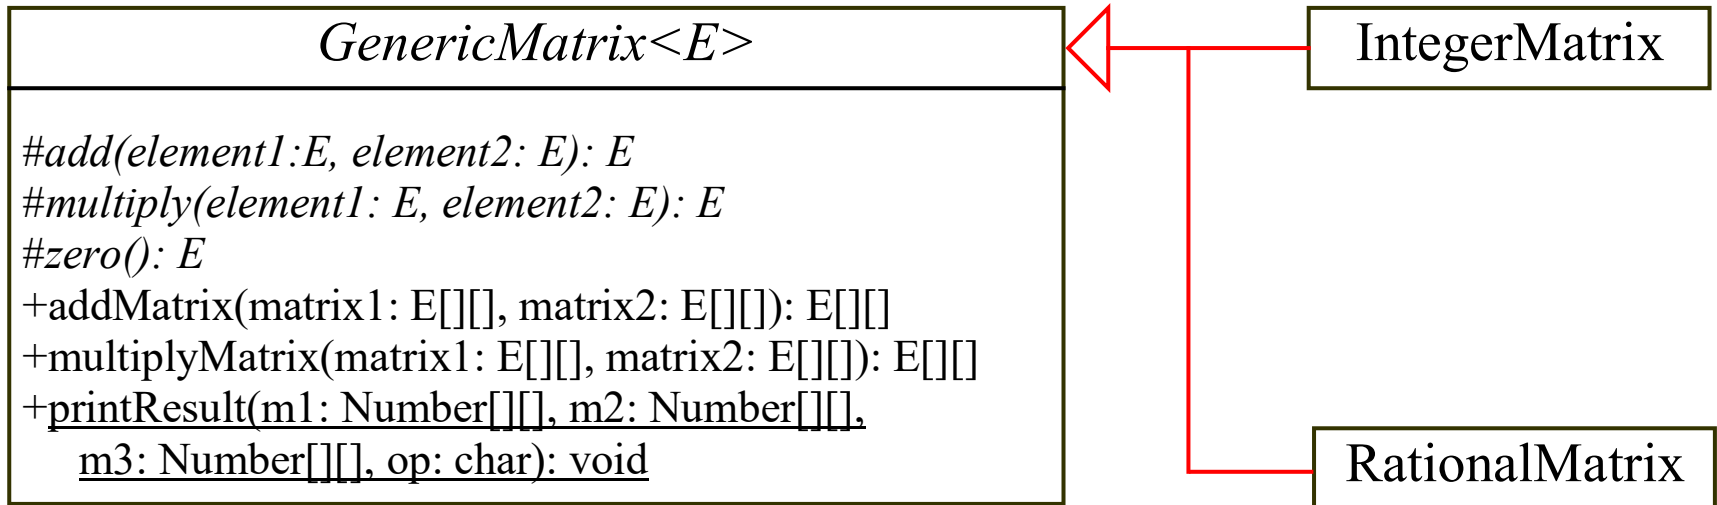 GenericMatrix<E>
#add(element1:E, element2: E): E
#multiply(element1: E, element2: E): E
#zero(): E
+addMatrix(matrix1: E[][], matrix2: E[][]): E[][]
+multiplyMatrix(matrix1: E[][], matrix2: E[][]): E[][]
+printResult(m1: Number[][], m2: Number[][],
m3: Number[][], op: char): void
IntegerMatrix
RationalMatrix